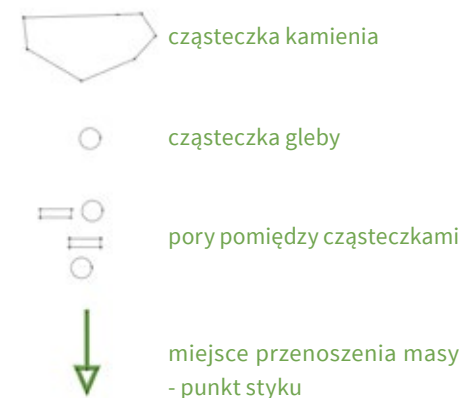 cząsteczka kamienia
cząsteczka gleby
pory pomiędzy cząsteczkami
miejsce przenoszenia masy
- punkt styku